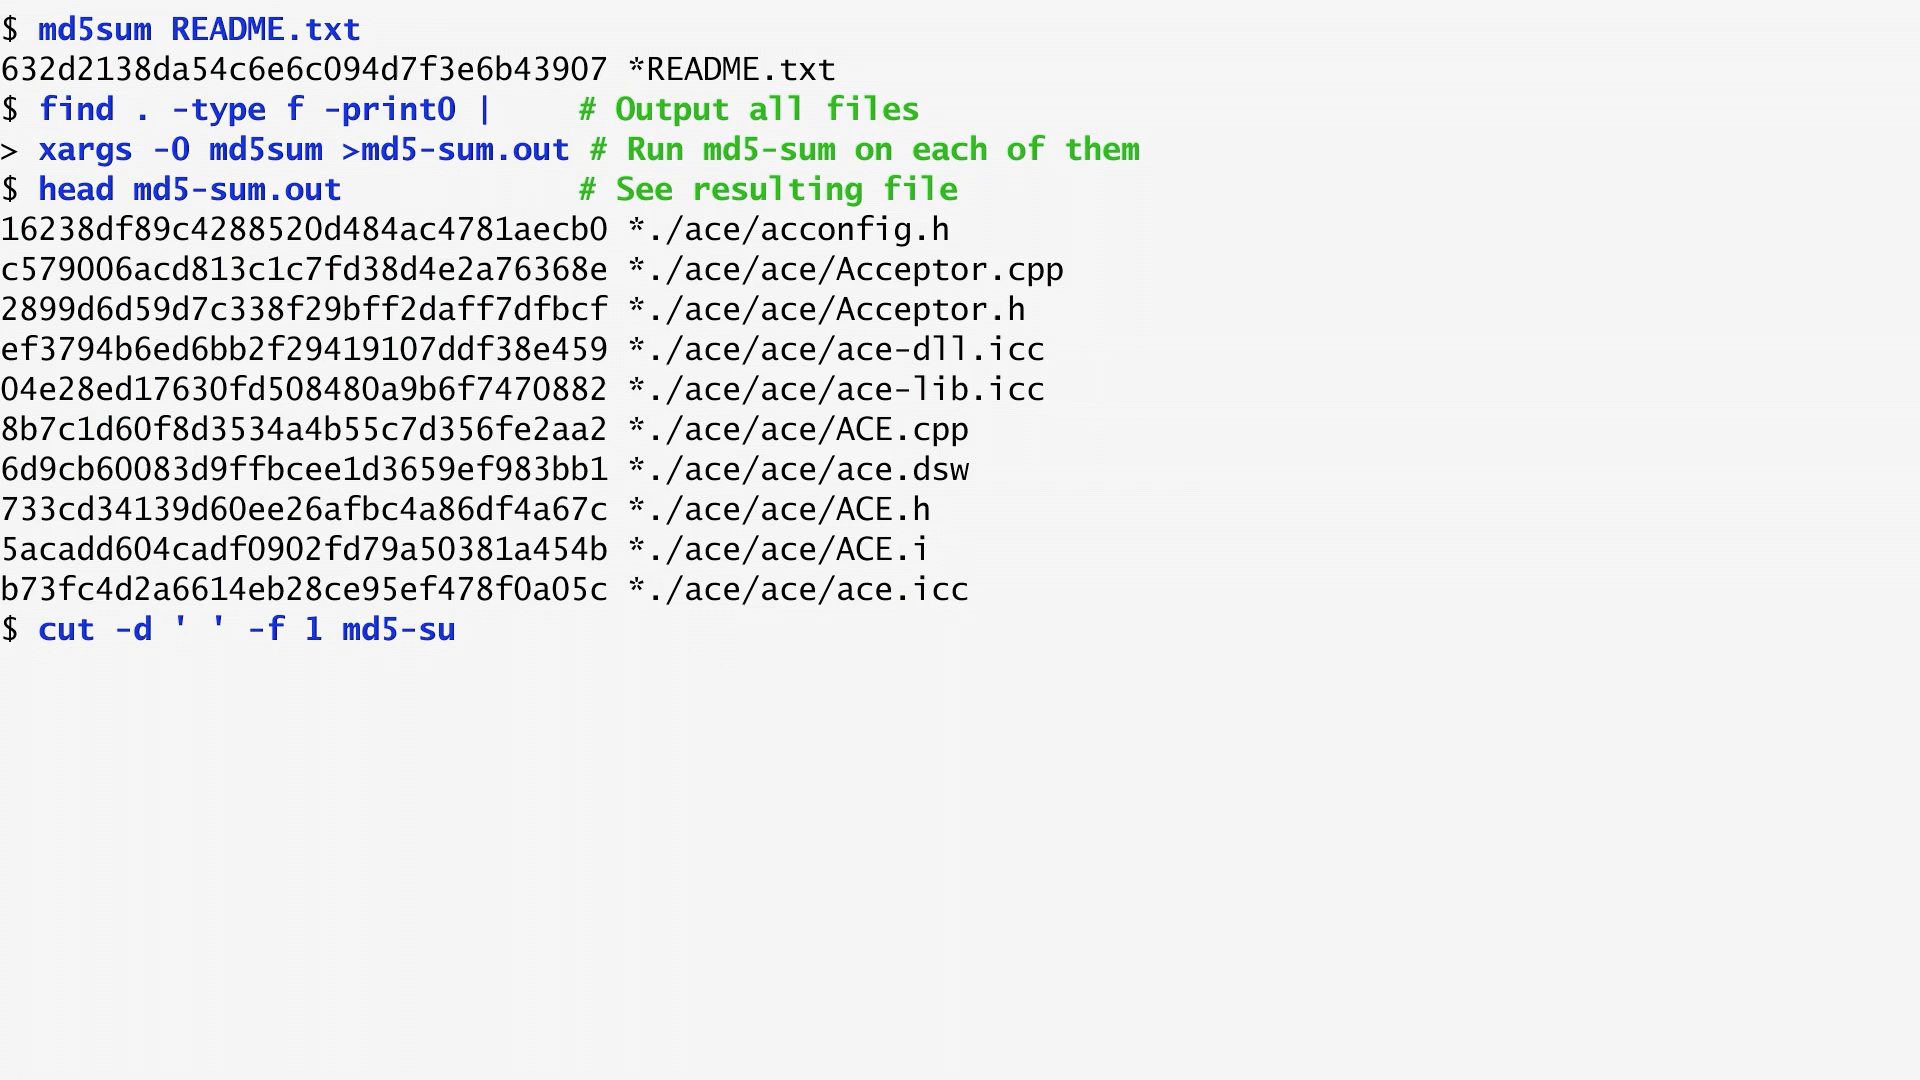 $ md5sum README.txt
632d2138da54c6e6c094d7f3e6b43907 *README.txt
$ find . -type f -print0 |     # Output all files
> xargs -0 md5sum >md5-sum.out # Run md5-sum on each of them
$ head md5-sum.out             # See resulting file
16238df89c4288520d484ac4781aecb0 *./ace/acconfig.h
c579006acd813c1c7fd38d4e2a76368e *./ace/ace/Acceptor.cpp
2899d6d59d7c338f29bff2daff7dfbcf *./ace/ace/Acceptor.h
ef3794b6ed6bb2f29419107ddf38e459 *./ace/ace/ace-dll.icc
04e28ed17630fd508480a9b6f7470882 *./ace/ace/ace-lib.icc
8b7c1d60f8d3534a4b55c7d356fe2aa2 *./ace/ace/ACE.cpp
6d9cb60083d9ffbcee1d3659ef983bb1 *./ace/ace/ace.dsw
733cd34139d60ee26afbc4a86df4a67c *./ace/ace/ACE.h
5acadd604cadf0902fd79a50381a454b *./ace/ace/ACE.i
b73fc4d2a6614eb28ce95ef478f0a05c *./ace/ace/ace.icc
$ cut -d ' ' -f 1 md5-su